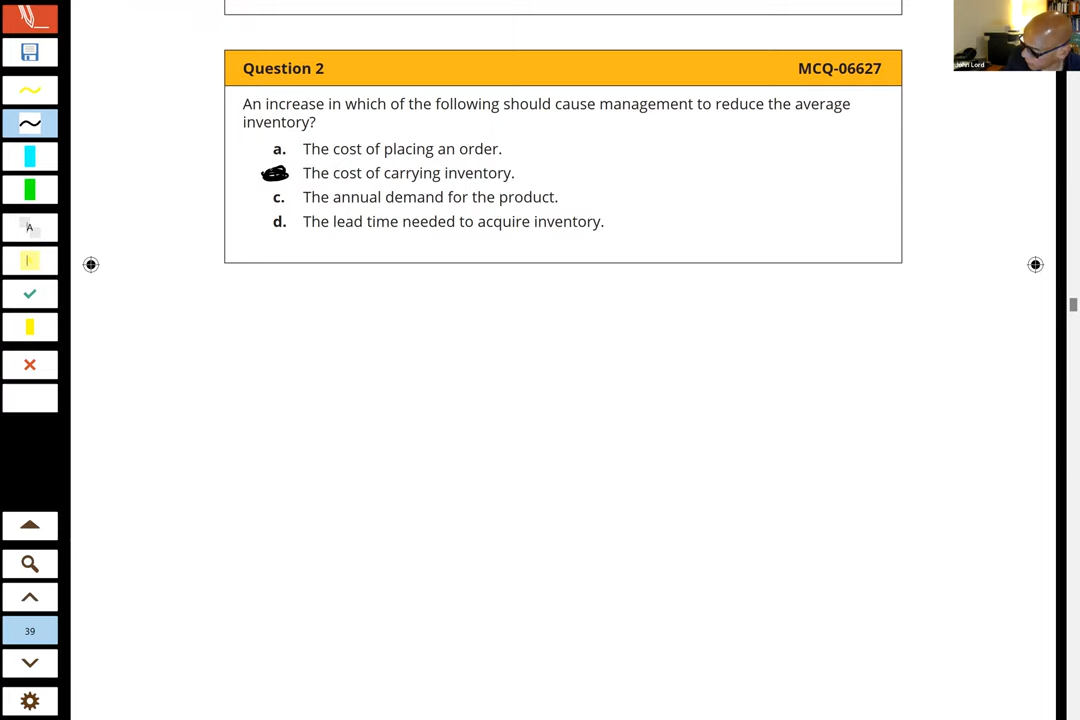 John Lord
Question 2 MCQ-06627
An increase in which of the following should cause management to reduce the average
inventory?
a. The cost of placing an order.
The cost of carrying inventory.
c. The annual demand for the product.
d. The lead time needed to acquire inventory.
A
39